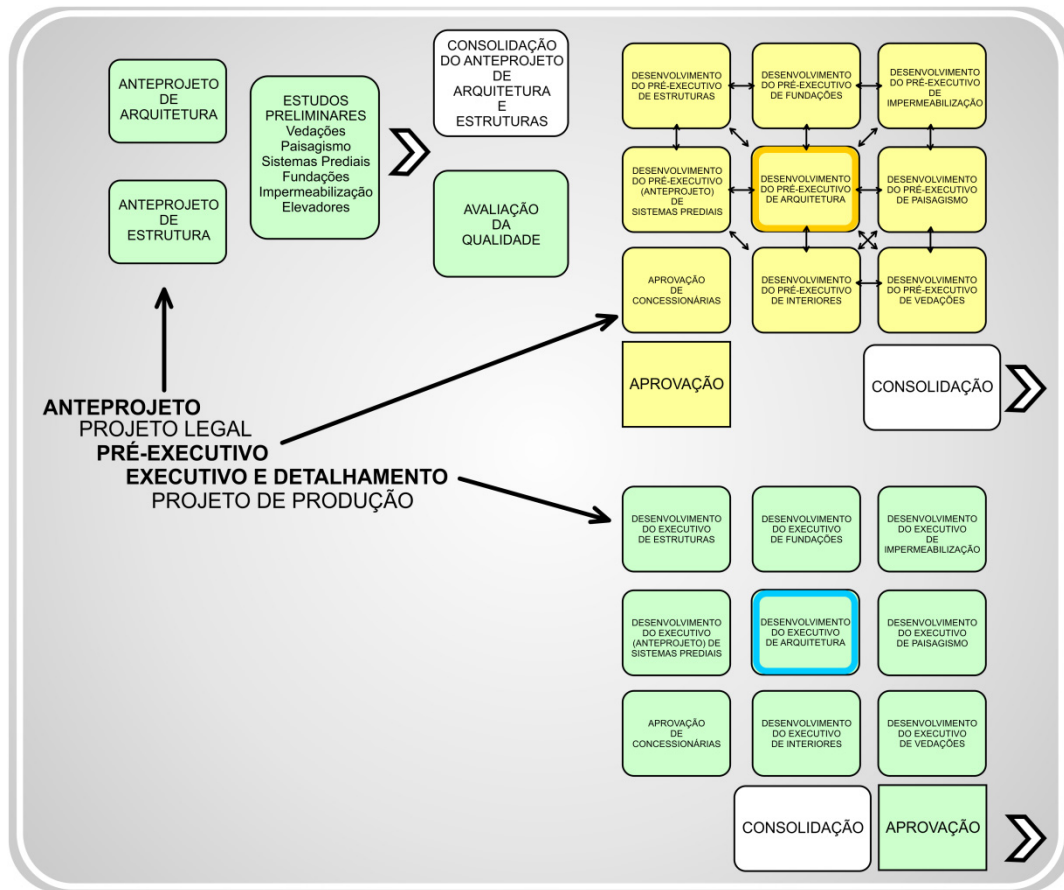 ANTEPROJETO
DE
ARQUITETURA
ANTEPROJETO
DE
ESTRUTURA
ESTUDOS
PRELIMINARES
Vedações
Paisagismo
Sistemas Prediais
Fundações
Impermeabilização
Elevadores
CONSOLIDAÇÃO
DO ANTEPROJETO
DE
ARQUITETURA
E
ESTRUTURAS
AVALIAÇÃO
DA
QUALIDADE
DESENVOLVIMENTO
DO PRÉ-EXECUTIVO
DE ESTRUTURAS
DESENVOLVIMENTO
DO PRÉ-EXECUTIVO
DE FUNDAÇÕES
DESENVOLVIMENTO
DO PRÉ-EXECUTIVO
DE
IMPERMEABILIZAÇÃO
DESENVOLVIMENTO
DO PRÉ-EXECUTIVO
(ANTEPROJETO)
DE
SISTEMAS PREDIAIS
DESENVOLVIMENTO
DO PRÉ-EXECUTIVO
DE ARQUITETURA
DESENVOLVIMENTO
DO PRÉ-EXECUTIVO
DE PAISAGISMO
APROVAÇÃO
DE
CONCESSIONÁRIAS
DESENVOLVIMENTO
DO PRÉ-EXECUTIVO
DE INTERIORES
DESENVOLVIMENTO
DO PRÉ-EXECUTIVO
DE VEDAÇÕES
APROVAÇÃO
CONSOLIDAÇÃO
ANTEPROJETO
PROJETO LEGAL
PRÉ-EXECUTIVO
EXECUTIVO E DETALHAMENTO
PROJETO DE PRODUÇÃO
DESENVOLVIMENTO
DO EXECUTIVO
DE ESTRUTURAS
DESENVOLVIMENTO
DO EXECUTIVO
DE FUNDAÇÕES
DESENVOLVIMENTO
DO EXECUTIVO
DE
IMPERMEABILIZAÇÃO
DESENVOLVIMENTO
DO EXECUTIVO
(ANTEPROJETO) DE
SISTEMAS PREDIAIS
DESENVOLVIMENTO
DO EXECUTIVO
DE ARQUITETURA
DESENVOLVIMENTO
DO EXECUTIVO
DE PAISAGISMO
APROVAÇÃO
DE
CONCESSIONÁRIAS
DESENVOLVIMENTO
DO EXECUTIVO
DE INTERIORES
DESENVOLVIMENTO
DO EXECUTIVO
DE VEDAÇÕES
CONSOLIDAÇÃO
APROVAÇÃO